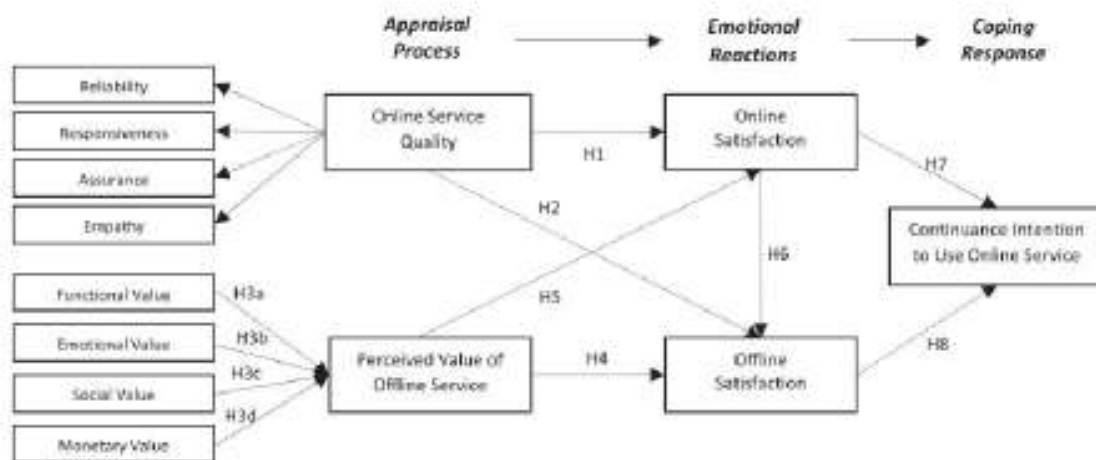 Appraisal
Process
Emotional
Reactions
Coping
Response
Reliability
Responsiveness
Assurance
Empathy
Online Service
Quality
Online
Satisfaction
H1
H2
H7
Continuance Intention
to Use Online Service
H6
H5
Functional Value
H3a
Emotional Value
H3b
Social Value
H3c
Monetary Value
H3d
Perceived Value of
Offline Service
H4
Offline
Satisfaction
H8